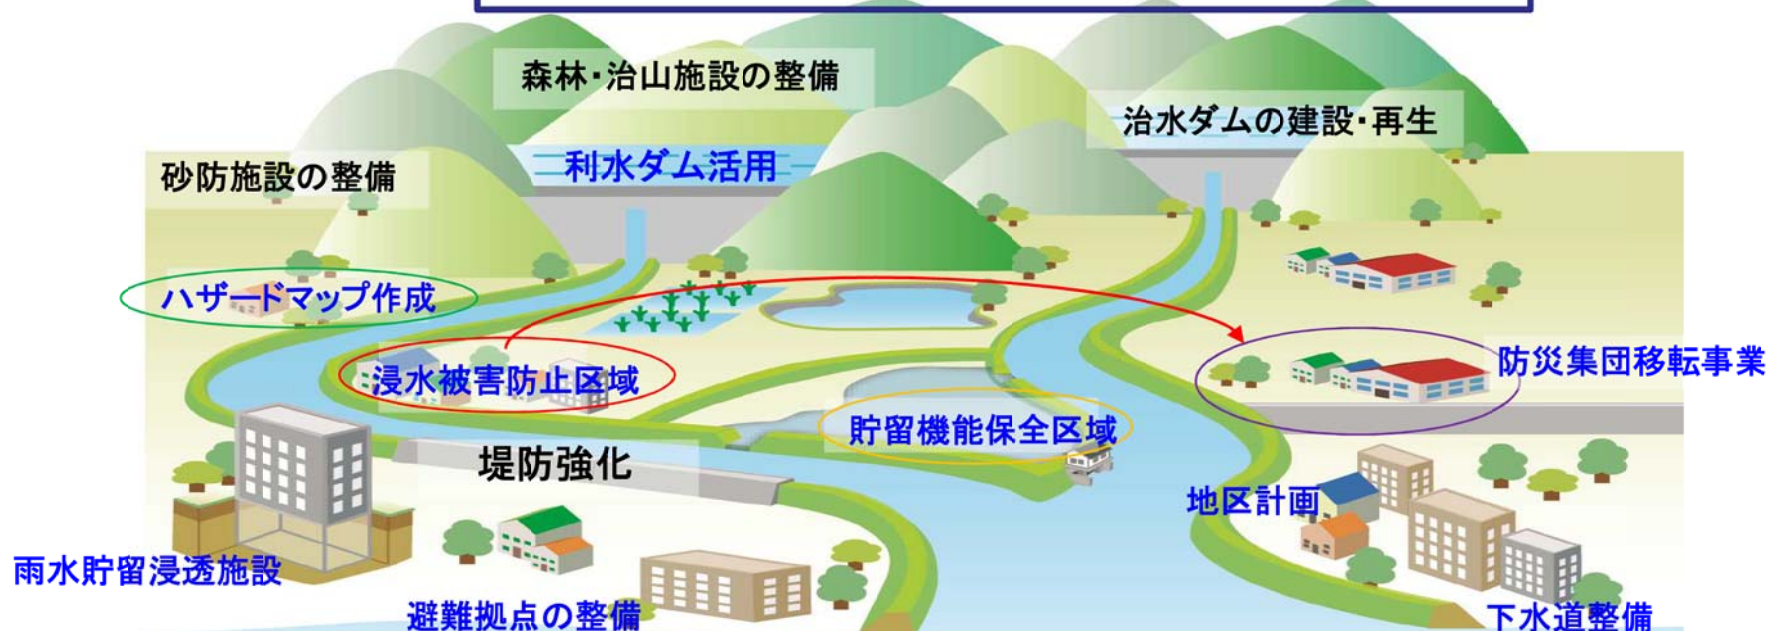 森林・治山施設の整備
治水ダムの建設・再生
砂防施設の整備
利水ダム活用
ハザードマップ作成
浸水被害防止区域
防災集団移転事業
貯留機能保全区域
堤防強化
地区計画
雨水貯留浸透施設
避難拠点の整備
下水道整備